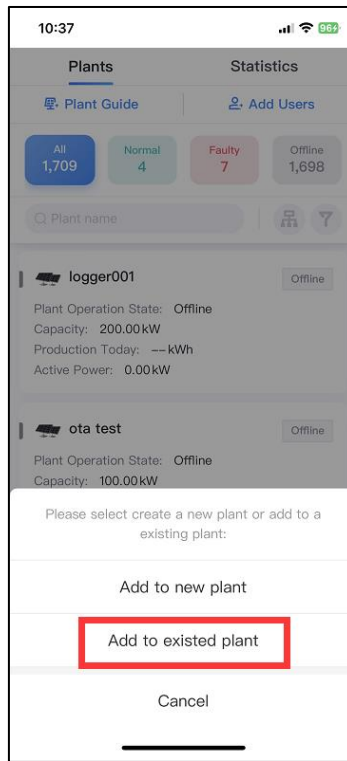 10:37
96
Plants Statistics
Plant Guide Add Users
All Normal Faulty Offline
1,709 4 7 1,698
Plant name
logger001 Offline
Plant Operation State: Offline
Capacity: 200.00kW
Production Today: --kWh
Active Power: 0.00kW
ota test Offline
Plant Operation State: Offline
Capacity: 100.00kW
Please select create a new plant or add to a
existing plant:
Add to new plant
Add to existed plant
Cancel